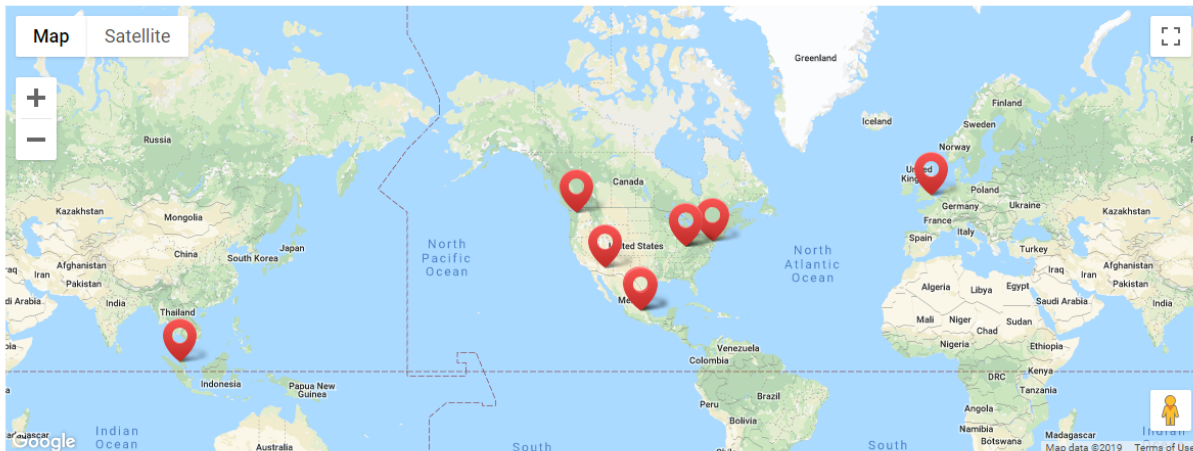 Map Satellite
+
−
Greenland
Iceland
Finland
Sweden
Norway
Russia
Canada
Kingdom
Poland
Germany
Ukraine
France
Kazakhstan
Mongolia
Kazakhstan
Spain
Italy
Turkey
North
Pacific
Ocean
United States
North
Atlantic
Ocean
China
South Korea
Japan
Afghanistan
Iran
Pakistan
Iraq
Iran
Afghanistan
Pakistan
India
Algeria
Libya
Egypt
Saudi Arabia
India
Thailand
Mali
Niger
Chad
Sudan
Nigeria
Ethiopia
Venezuela
Colombia
Indonesia
Papua New
Guinea
DRC
Kenya
Tanzania
Peru
Brazil
Bolivia
Angola
Namibia
Botswana
Madagascar
Indian
Ocean
Australia
South
South
Google
Map data ©2019 Terms of Use